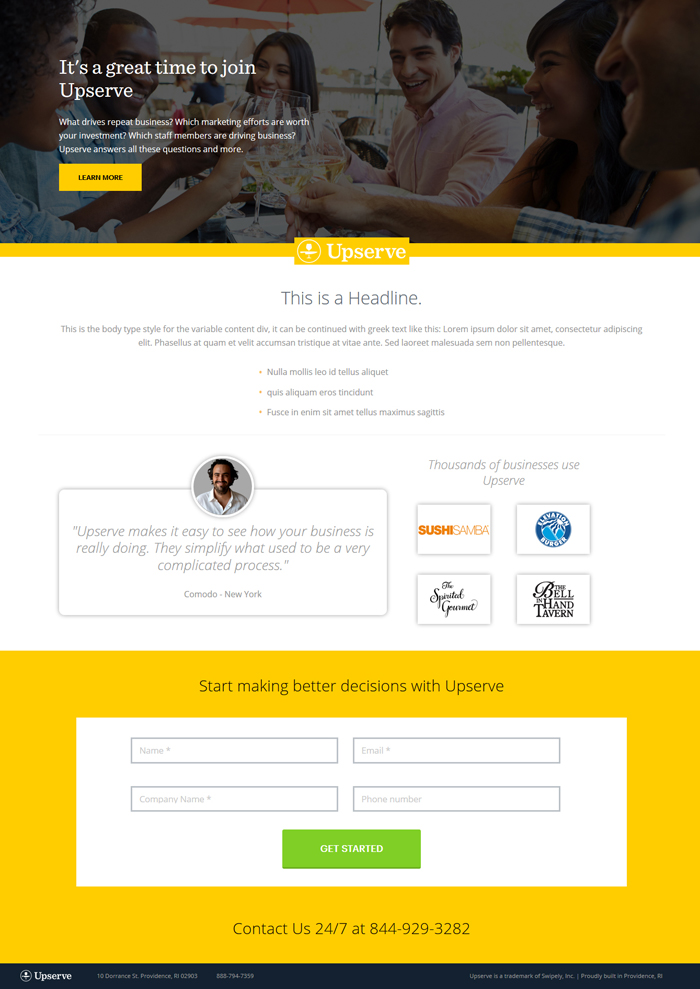 It's a great time to join
Upserve
What drives repeat business? Which marketing efforts are worth
your investment? Which staff members are driving business?
Upserve answers all these questions and more.
LEARN MORE
Upserve
This is a Headline.
This is the body type style for the variable content div, it can be continued with greek text like this: Lorem ipsum dolor sit amet, consectetur adipiscing
elit. Phasellus at quam et velit accumsan tristique at vitae ante. Sed laoreet malesuada sem non pellentesque.
• Nulla mollis leo id tellus aliquet
• quis aliquam eros tincidunt
• Fusce in enim sit amet tellus maximus sagittis
"Upserve makes it easy to see how your business is
really doing. They simplify what used to be a very
complicated process."
Comodo - New York
Thousands of businesses use
Upserve
SUSHISAMBA
ELEVATION
BURGER
The
Spirited
Gourmet
THE
BELL
IN HAND
TAVERN
Start making better decisions with Upserve
Name *
Email *
Company Name *
Phone number
GET STARTED
Contact Us 24/7 at 844-929-3282
Upserve
10 Dorrance St. Providence, RI 02903
888-794-7359
Upserve is a trademark of Swipely, Inc. | Proudly built in Providence, RI